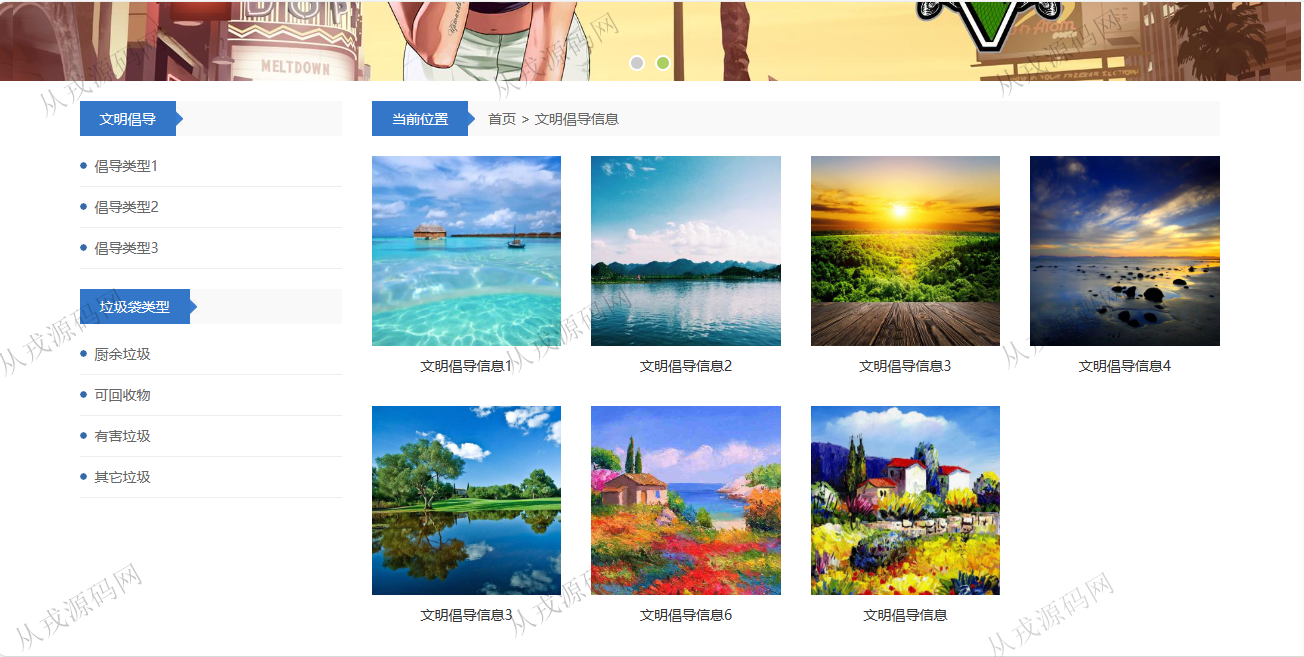 MELTDOWN
文明倡导
倡导类型1
倡导类型2
倡导类型3
垃圾袋类型
厨余垃圾
可回收物
有害垃圾
其它垃圾
当前位置
首页 > 文明倡导信息
文明倡导信息1
文明倡导信息2
文明倡导信息3
文明倡导信息4
文明倡导信息3
文明倡导信息6
文明倡导信息
从戎源码网
从戎源码网
从戎源码网
从戎源码网
从戎源码网
从戎源码网
从戎源码网
从戎源码网